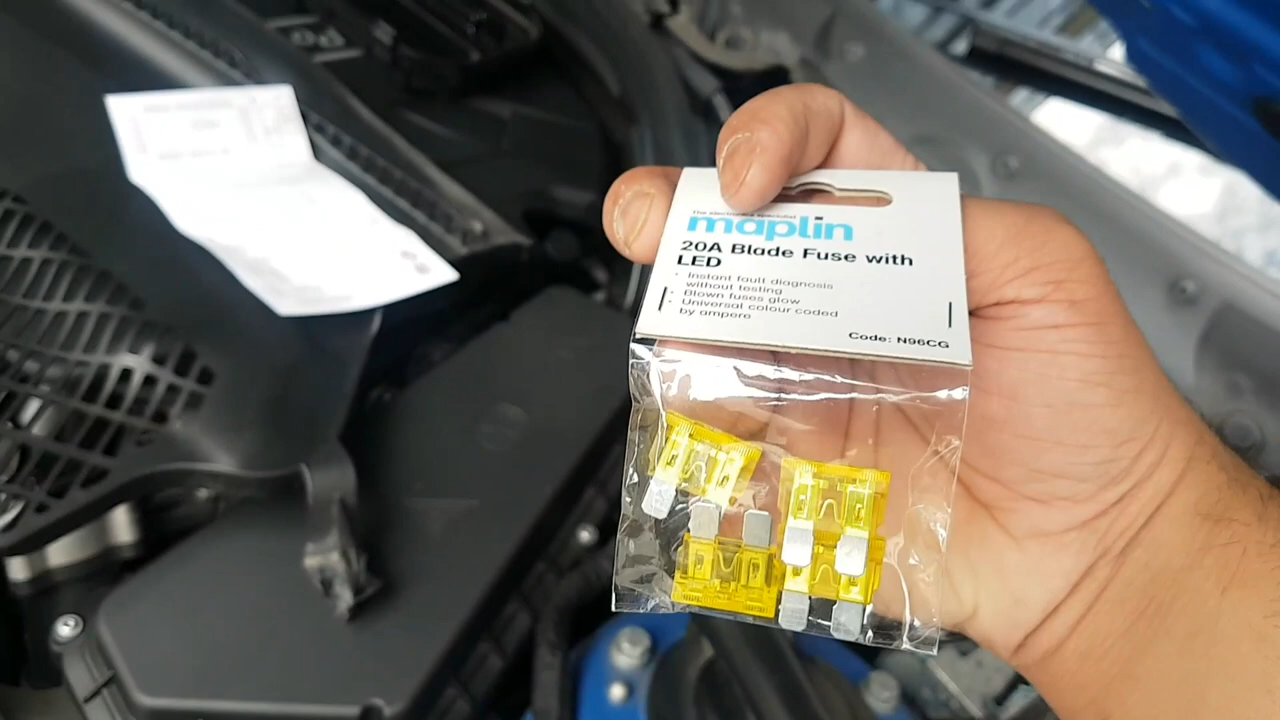 The electronics specialist
maplin
20A Blade Fuse with
LED
· Instant fault diagnosis
without testing
· Blown fuses glow
· Universal colour coded
by ampere
Code: N96CG